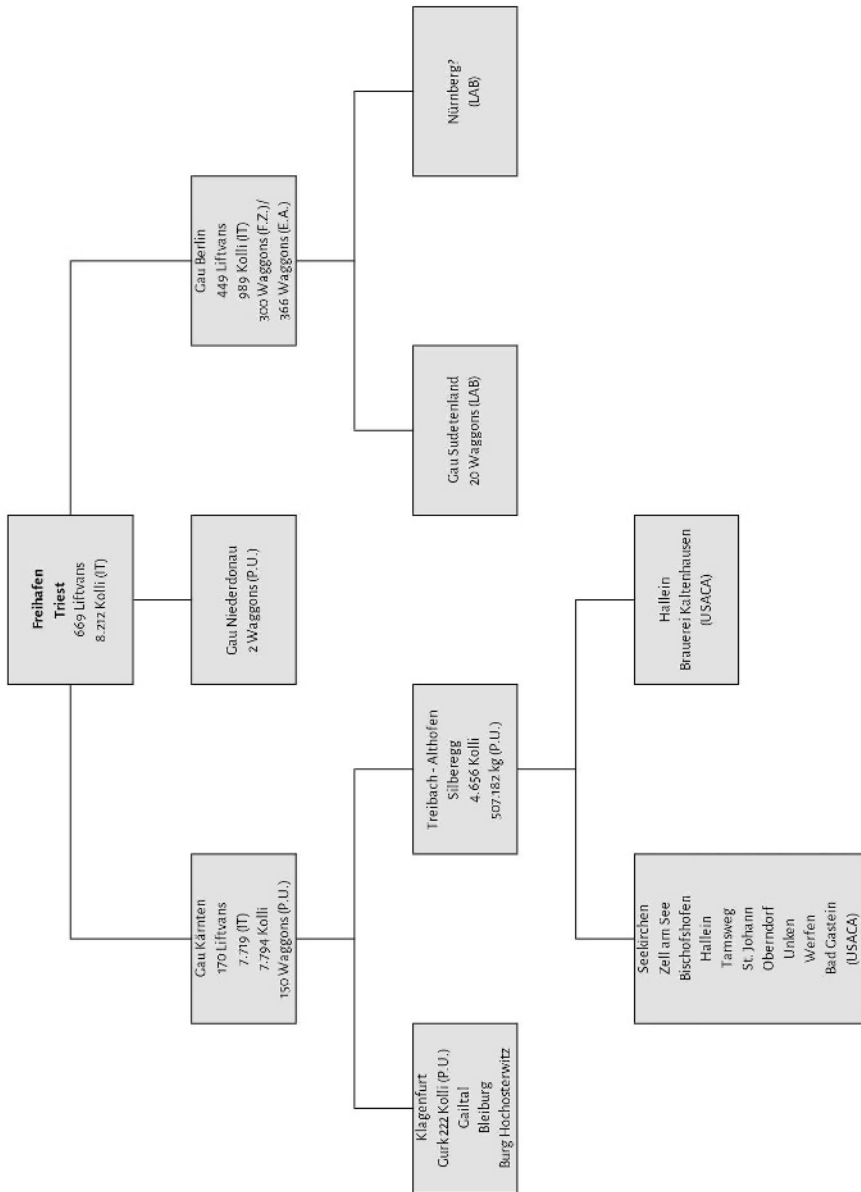 Freihafen
Triest
669 Liftvans
8.212 Kolli (IT)
Gau Kärnten
170 Liftvans
7.719 (IT)
7.794 Kolli
150 Waggons (P.U.)
Gau Niederdonau
2 Waggons (P.U.)
Gau Berlin
449 Liftvans
989 Kolli (IT)
300 Waggons (F.Z.)/
366 Waggons (E.A.)
Klagenfurt
Gurk 222 Kolli (P.U.)
Gailtal
Bleiburg
Burg Hochosterwitz
Treibach - Althofen
Silberegg
4.656 Kolli
507.182 kg (P.U.)
Gau Sudetenland
20 Waggons (LAB)
Nürnberg?
(LAB)
Seekirchen
Zell am See
Bischofshofen
Hallein
Tamsweg
St. Johann
Oberndorf
Unken
Werfen
Bad Gastein
(USACA)
Hallein
Brauerei Kaltenhausen
(USACA)